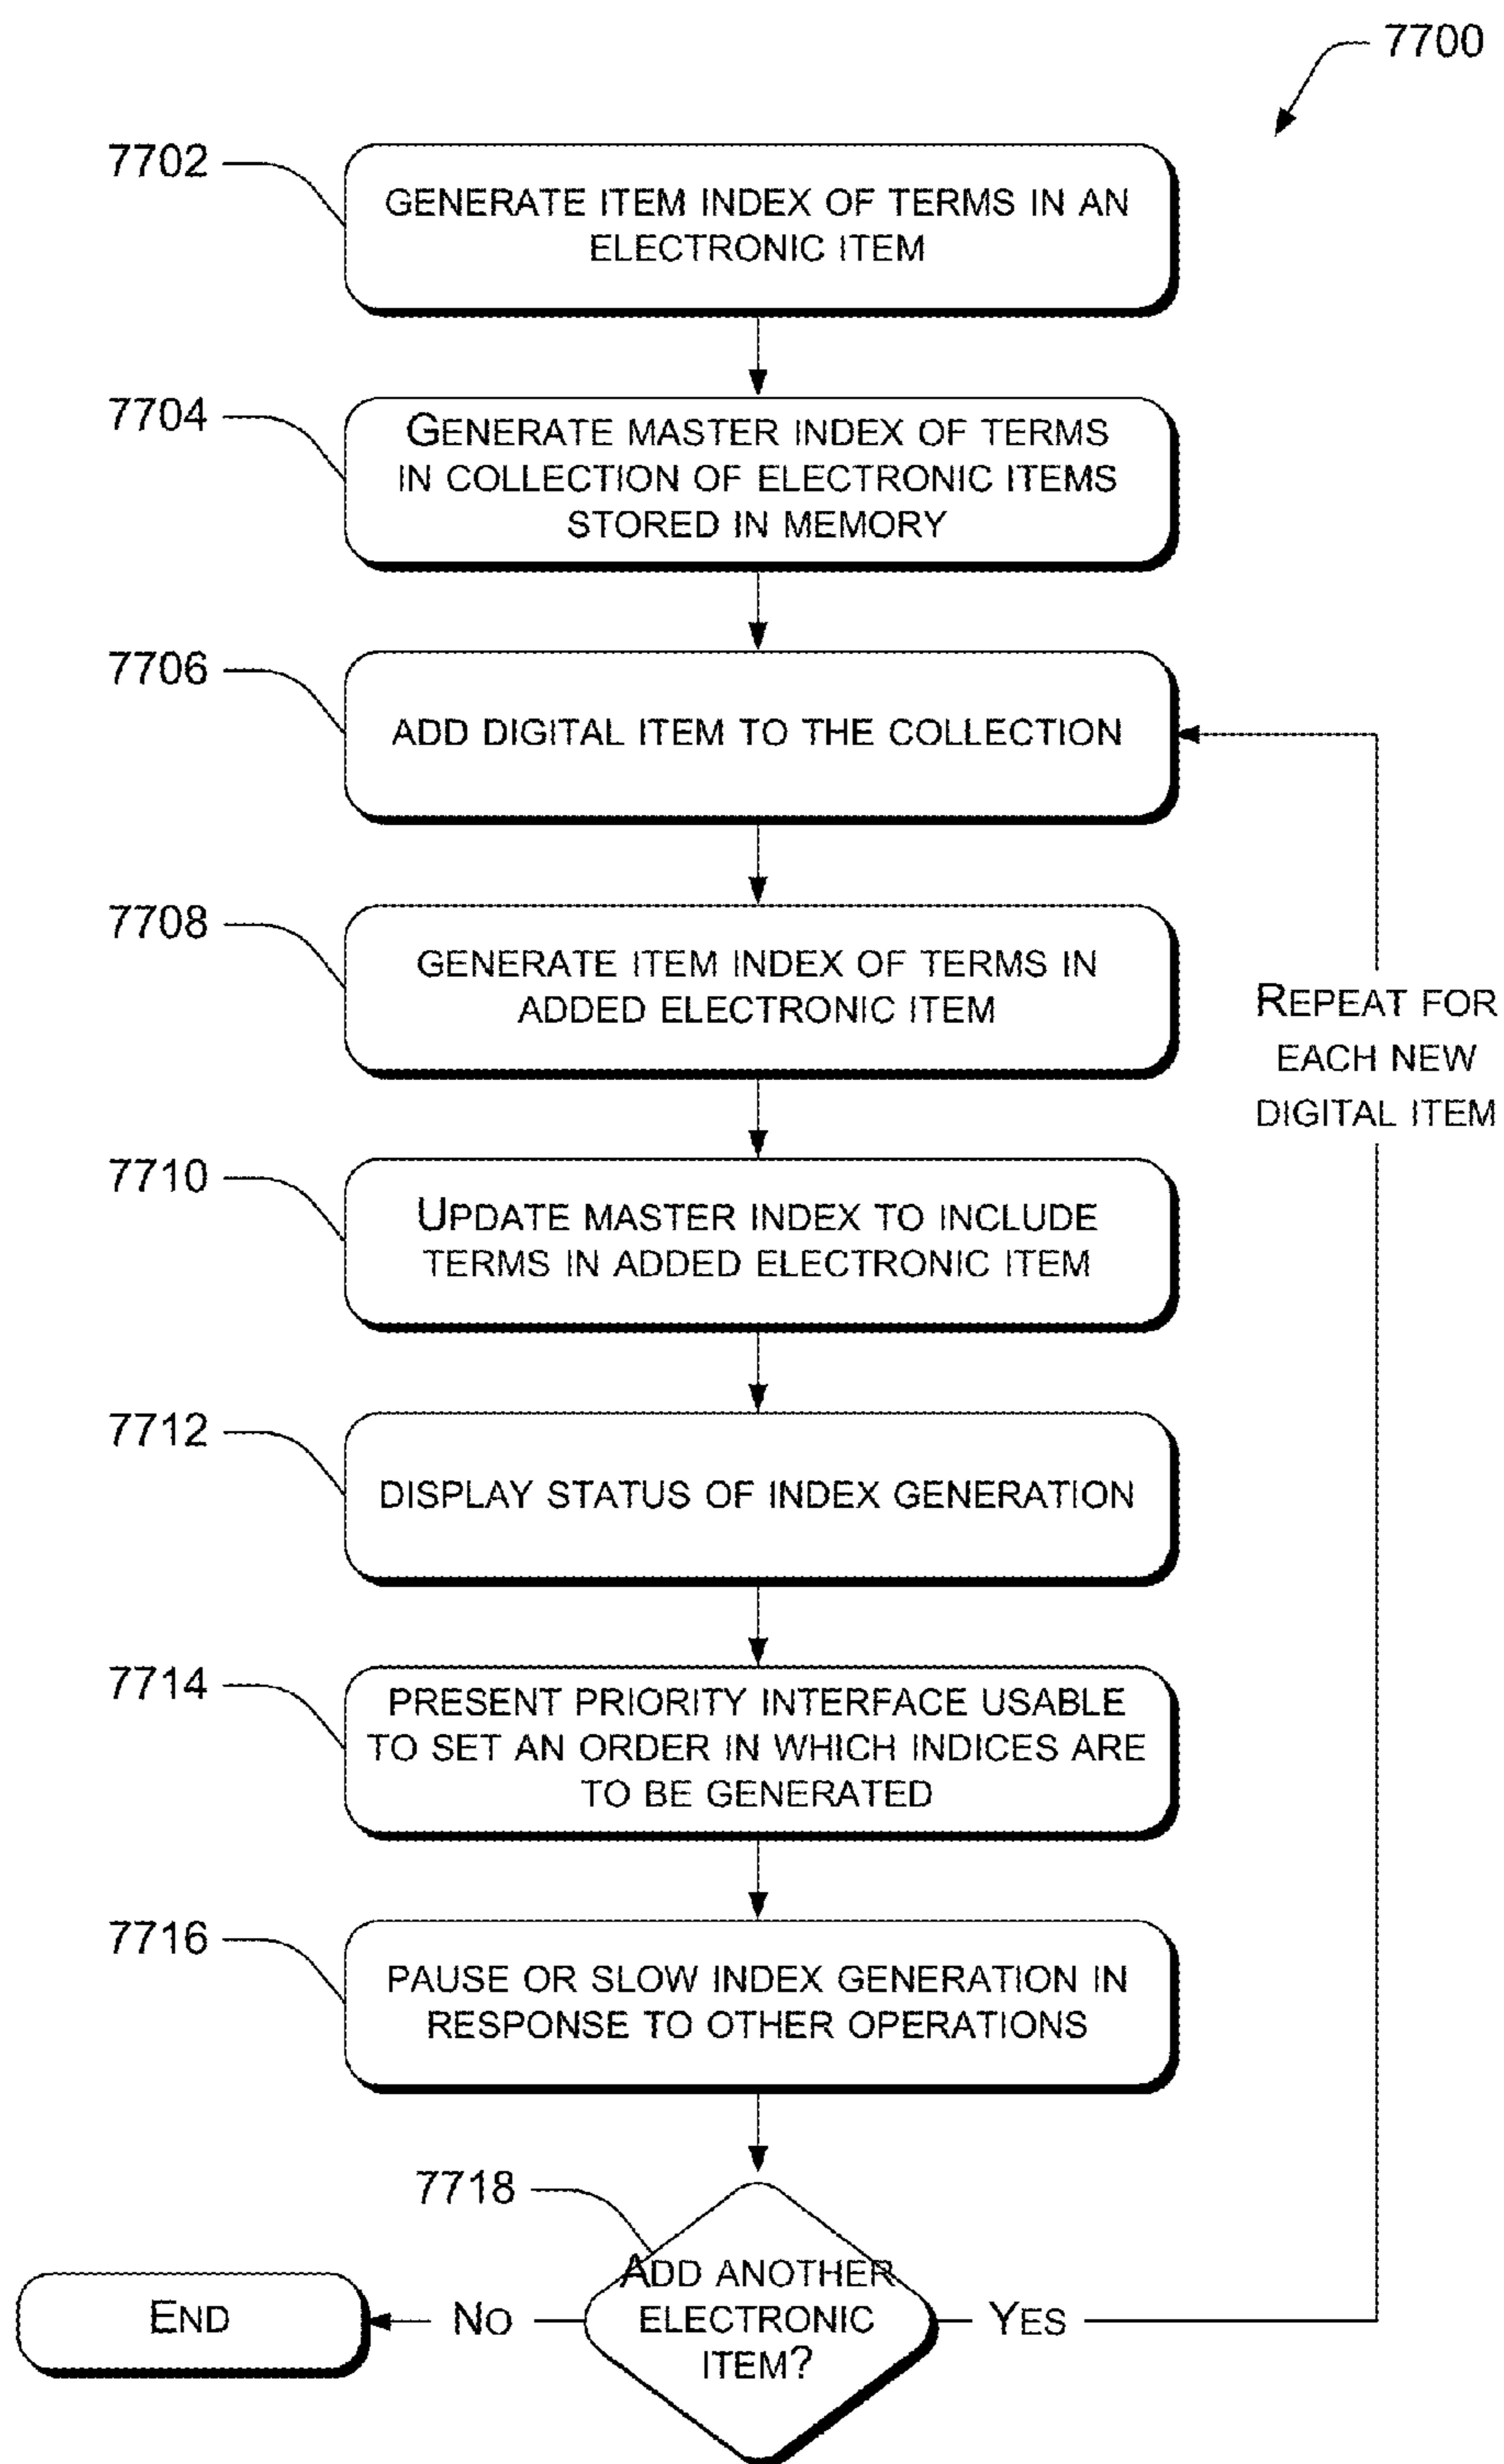 7700
7702
GENERATE ITEM INDEX OF TERMS IN AN
ELECTRONIC ITEM
7704
GENERATE MASTER INDEX OF TERMS
IN COLLECTION OF ELECTRONIC ITEMS
STORED IN MEMORY
7706
ADD DIGITAL ITEM TO THE COLLECTION
7708
GENERATE ITEM INDEX OF TERMS IN
ADDED ELECTRONIC ITEM
REPEAT FOR
EACH NEW
DIGITAL ITEM
7710
UPDATE MASTER INDEX TO INCLUDE
TERMS IN ADDED ELECTRONIC ITEM
7712
DISPLAY STATUS OF INDEX GENERATION
7714
PRESENT PRIORITY INTERFACE USABLE
TO SET AN ORDER IN WHICH INDICES ARE
TO BE GENERATED
7716
PAUSE OR SLOW INDEX GENERATION IN
RESPONSE TO OTHER OPERATIONS
7718
ADD ANOTHER
ELECTRONIC
ITEM?
END
NO
YES